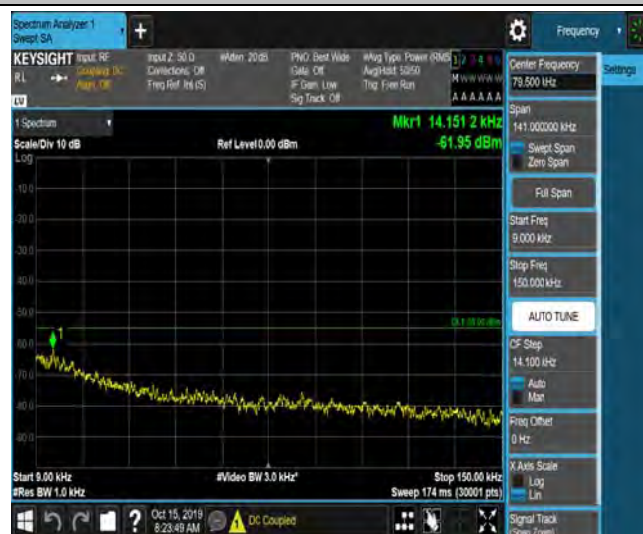 Spectrum Analyzer 1
Swept SA
+
Frequency
KEYSIGHT
Input: RF
Coupling: DC
Align: Off
Input Z: 50 Ω
Corrections: Off
Freq Ref: Int (S)
#Atten: 20 dB
PNO: Best Wide
Gate: Off
IF Gain: Low
Sig Track: Off
#Avg Type: Power (RMS)
Avg|Hold: 50/50
Trig: Free Run
1 2 3 4 5 6
M W W W W W
A A A A A A
RL
LV
Center Frequency
79.500 kHz
Settings
Span
141.000000 kHz
Swept Span
Zero Span
Full Span
Start Freq
9.000 kHz
Stop Freq
150.000 kHz
AUTO TUNE
CF Step
14.100 kHz
Auto
Man
Freq Offset
0 Hz
X Axis Scale
Log
Lin
Signal Track
(Span Zoom)
1 Spectrum
Mkr1 14.151 2 kHz
Scale/Div 10 dB
Ref Level 0.00 dBm
-61.95 dBm
Log
-10.0
-20.0
-30.0
-40.0
-50.0
1
-60.0
-70.0
-80.0
Start 9.00 kHz
#Video BW 3.0 kHz*
Stop 150.00 kHz
#Res BW 1.0 kHz
Sweep 174 ms (30001 pts)
?
Oct 15, 2019
8:23:49 AM
DC Coupled